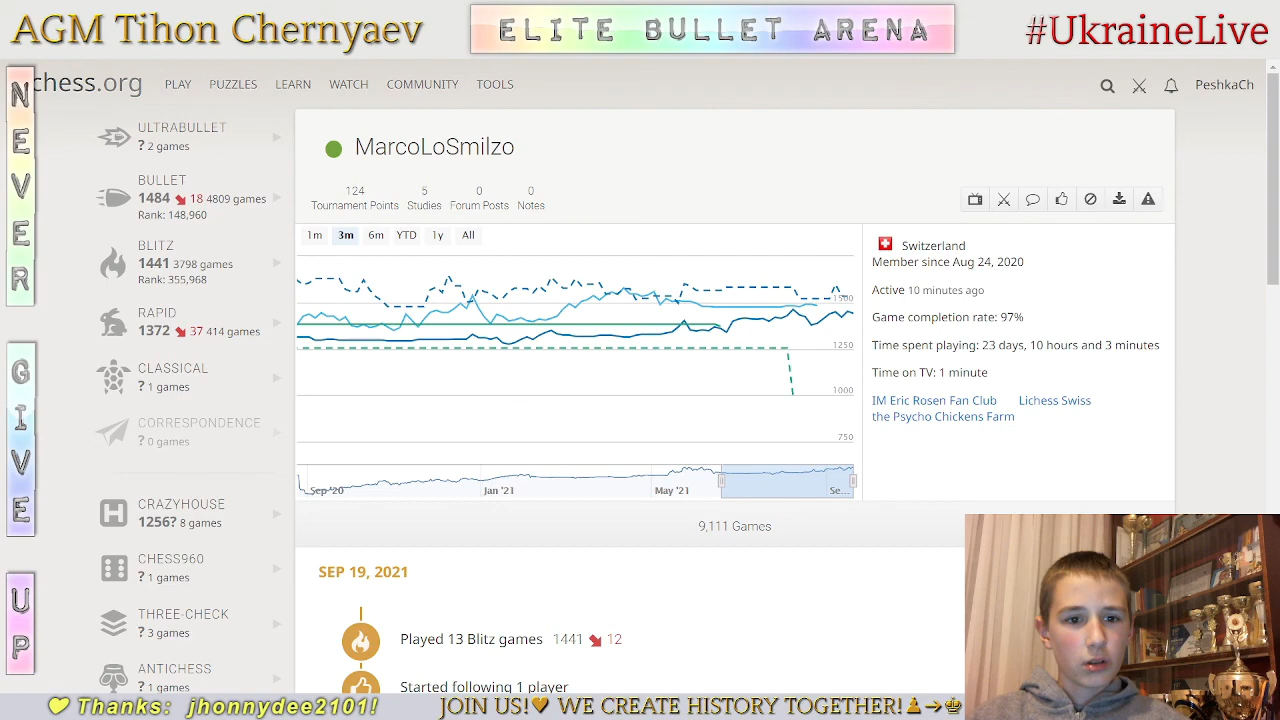 AGM Tihon Chernyaev
ELITE BULLET ARENA
#UkraineLive
NEVER
GIVE
UP
chess.org
PLAY PUZZLES LEARN WATCH COMMUNITY TOOLS
PeshkaCh
ULTRABULLET
? 2 games
BULLET
1484 18 4809 games
Rank: 148,960
BLITZ
1441 3798 games
Rank: 355,968
RAPID
1372 37 414 games
CLASSICAL
? 1 games
CORRESPONDENCE
? 0 games
CRAZYHOUSE
1256? 8 games
CHESS960
? 1 games
THREE-CHECK
? 3 games
ANTICHESS
? 1 games
MarcoLoSmilzo
124 5 0 0
Tournament Points Studies Forum Posts Notes
1m 3m 6m YTD 1y All
1500
1250
1000
750
Sep '20 Jan '21 May '21 Se...
Switzerland
Member since Aug 24, 2020
Active 10 minutes ago
Game completion rate: 97%
Time spent playing: 23 days, 10 hours and 3 minutes
Time on TV: 1 minute
IM Eric Rosen Fan Club Lichess Swiss
the Psycho Chickens Farm
9,111 Games
SEP 19, 2021
Played 13 Blitz games 1441 12
Started following 1 player
Thanks: jhonnydee2101! JOIN US! WE CREATE HISTORY TOGETHER!